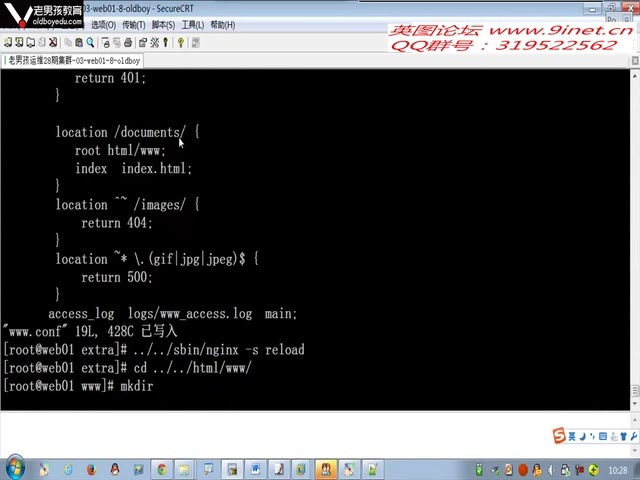 老男孩教育
oldboyedu.com
03-web01-8-oldboy - SecureCRT
选项(O) 传输(T) 脚本(S) 工具(L) 帮助(H)
英图论坛 www.9inet.cn
QQ群号：319522562
老男孩运维28期集群-03-web01-8-oldboy
return 401;
}
location /documents/ {
root html/www;
index  index.html;
}
location ^~ /images/ {
return 404;
}
location ~* \.(gif|jpg|jpeg)$ {
return 500;
}
access_log  logs/www_access.log  main;
"www.conf" 19L, 428C 已写入
[root@web01 extra]# ../../sbin/nginx -s reload
[root@web01 extra]# cd ../../html/www/
[root@web01 www]# mkdir
英
10:28